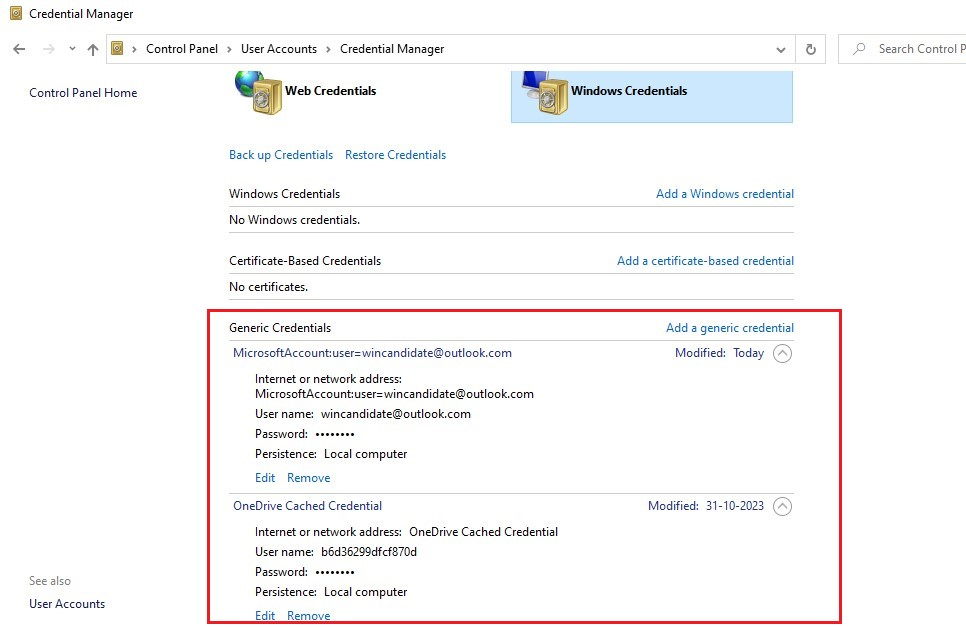 Credential Manager
Control Panel › User Accounts › Credential Manager
Search Control P
Control Panel Home
Web Credentials
Windows Credentials
Back up Credentials Restore Credentials
Windows Credentials Add a Windows credential
No Windows credentials.
Certificate-Based Credentials Add a certificate-based credential
No certificates.
Generic Credentials Add a generic credential
MicrosoftAccount:user=wincandidate@outlook.com Modified: Today
Internet or network address:
MicrosoftAccount:user=wincandidate@outlook.com
User name: wincandidate@outlook.com
Password: ••••••••
Persistence: Local computer
Edit Remove
OneDrive Cached Credential Modified: 31-10-2023
Internet or network address: OneDrive Cached Credential
User name: b6d36299dfcf870d
Password: ••••••••
Persistence: Local computer
Edit Remove
See also
User Accounts